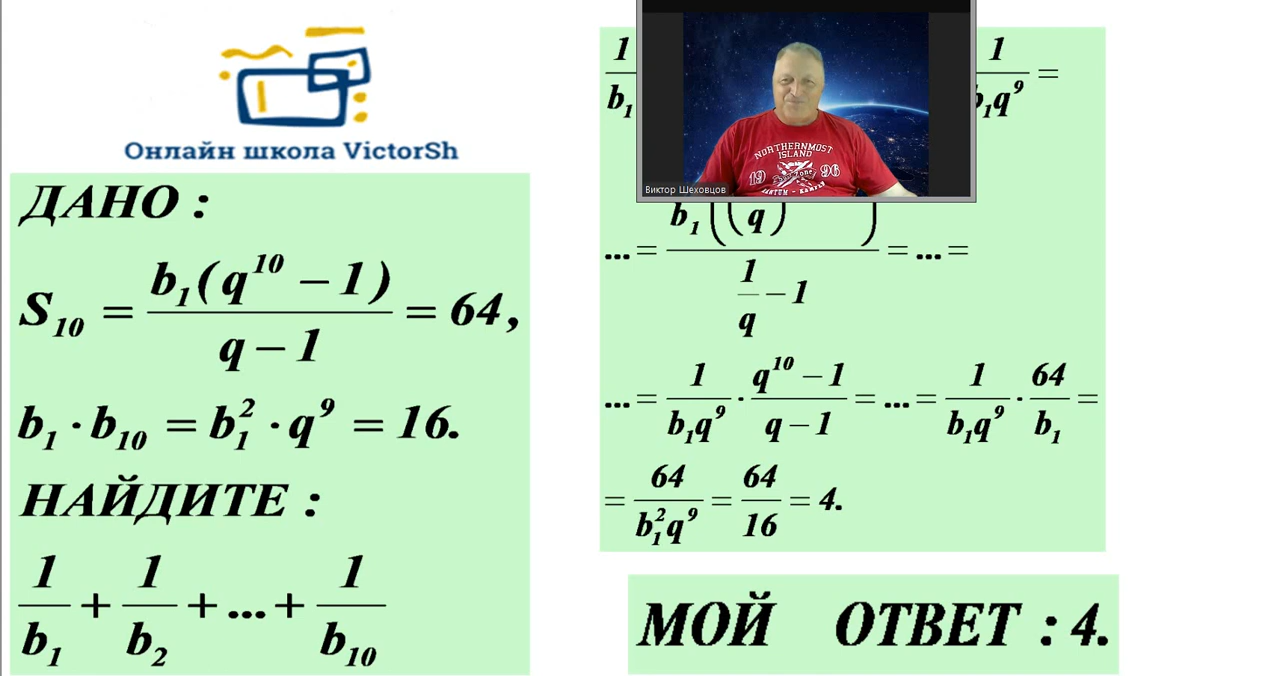 Онлайн школа VictorSh
ДАНО :
S₁₀ = b₁(q¹⁰ − 1) / (q − 1) = 64,
b₁ · b₁₀ = b₁² · q⁹ = 16.
НАЙДИТЕ :
1/b₁ + 1/b₂ + ... + 1/b₁₀
1/b₁
1/b₁q⁹ =
NORTHERNMOST
ISLAND
19 96
Виктор Шеховцов
... = b₁((q) ) / (1/q − 1) = ... =
... = 1/b₁q⁹ · (q¹⁰ − 1)/(q − 1) = ... = 1/b₁q⁹ · 64/b₁ =
= 64/b₁²q⁹ = 64/16 = 4.
МОЙ ОТВЕТ : 4.